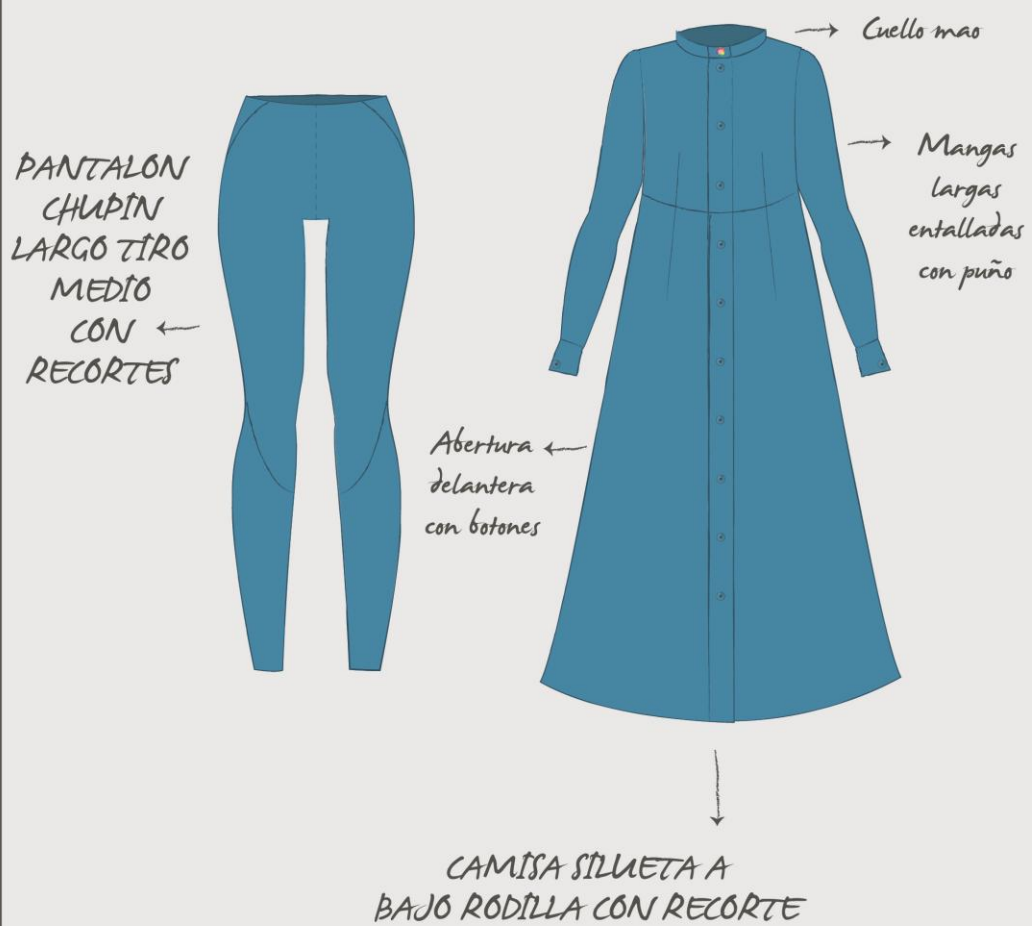 Cuello mao
Mangas
largas
entalladas
con puño
PANTALON
CHUPIN
LARGO TIRO
MEDIO
CON
RECORTES
Abertura
delantera
con botones
CAMISA SILUETA A
BAJO RODILLA CON RECORTE